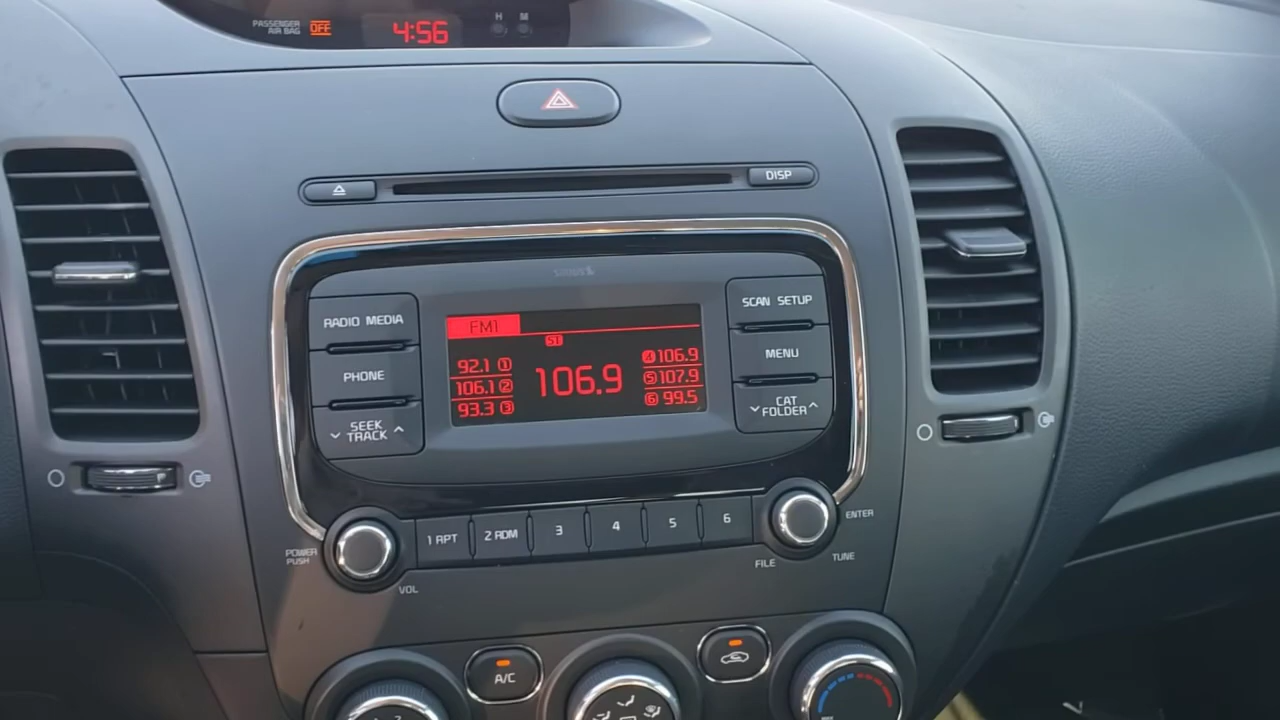 PASSENGER
AIR BAG OFF
4:56
H M
DISP
SIRIUS
RADIO MEDIA
PHONE
SEEK
TRACK
FM1
ST
92.1 1
106.1 2
93.3 3
106.9
4 106.9
5 107.9
6 99.5
SCAN SETUP
MENU
CAT
FOLDER
1 RPT
2 RDM
3
4
5
6
POWER
PUSH
VOL
ENTER
FILE
TUNE
A/C